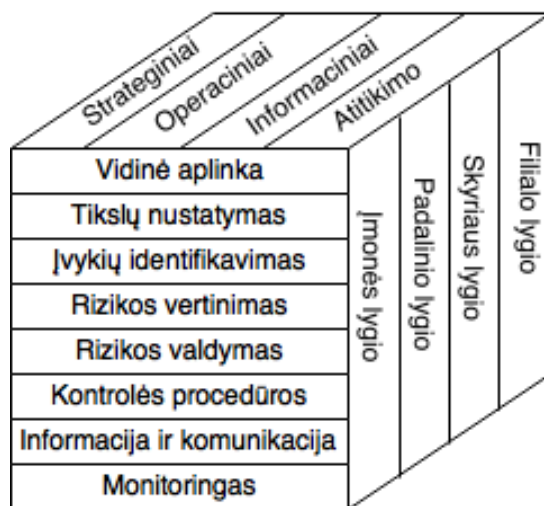 Strateginiai
Operaciniai
Informaciniai
Atitikimo
Vidinė aplinka
Tikslų nustatymas
Įvykių identifikavimas
Rizikos vertinimas
Rizikos valdymas
Kontrolės procedūros
Informacija ir komunikacija
Monitoringas
Įmonės lygio
Padalinio lygio
Skyriaus lygio
Filialo lygio